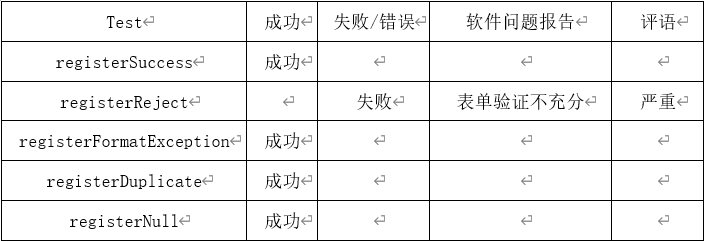 Test 成功 失败/错误 软件问题报告 评语
registerSuccess 成功
registerReject 失败 表单验证不充分 严重
registerFormatException 成功
registerDuplicate 成功
registerNull 成功